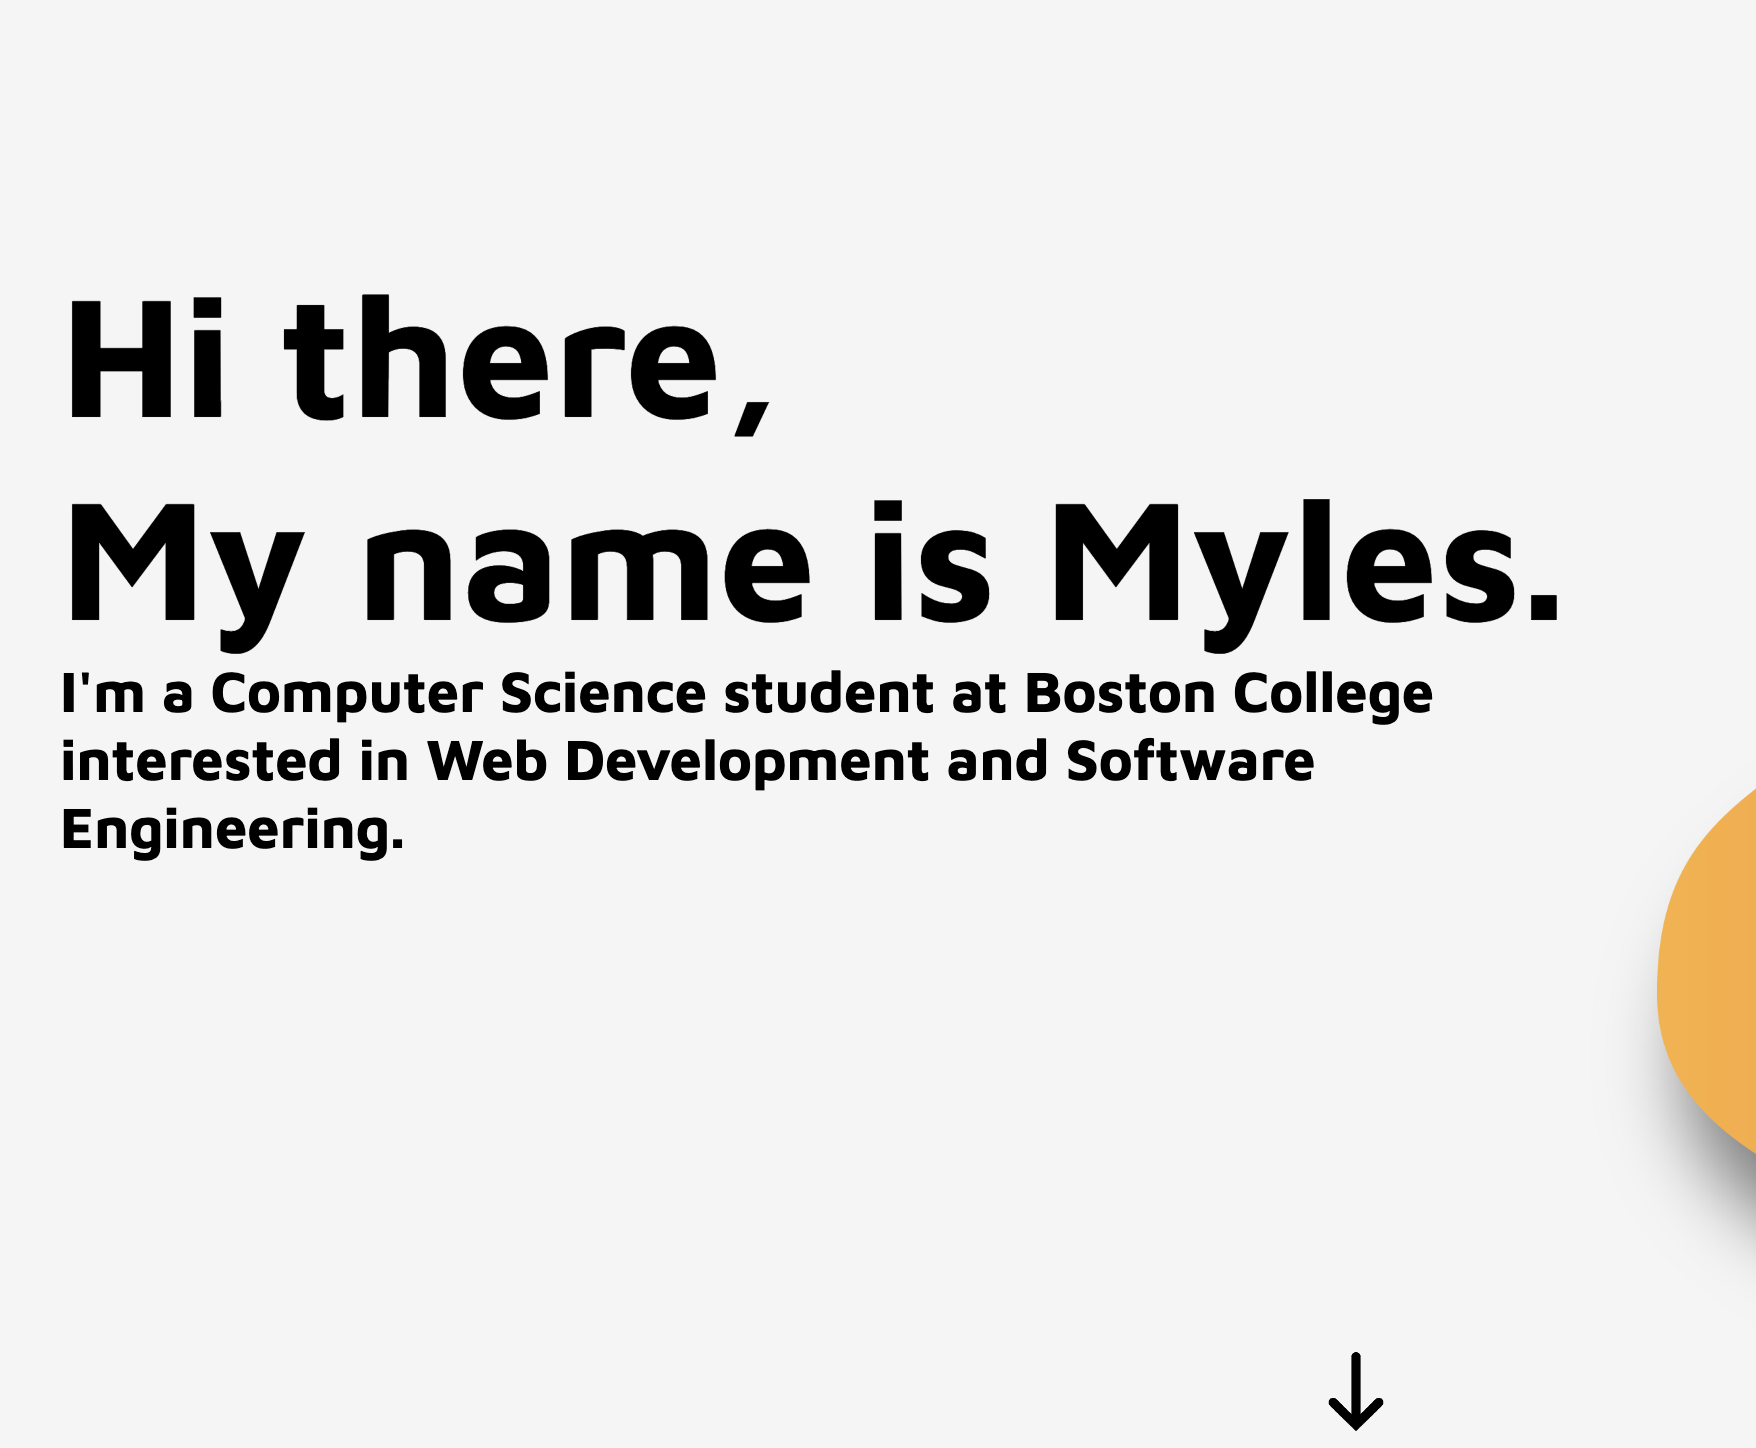 Hi there,
My name is Myles.
I'm a Computer Science student at Boston College
interested in Web Development and Software
Engineering.